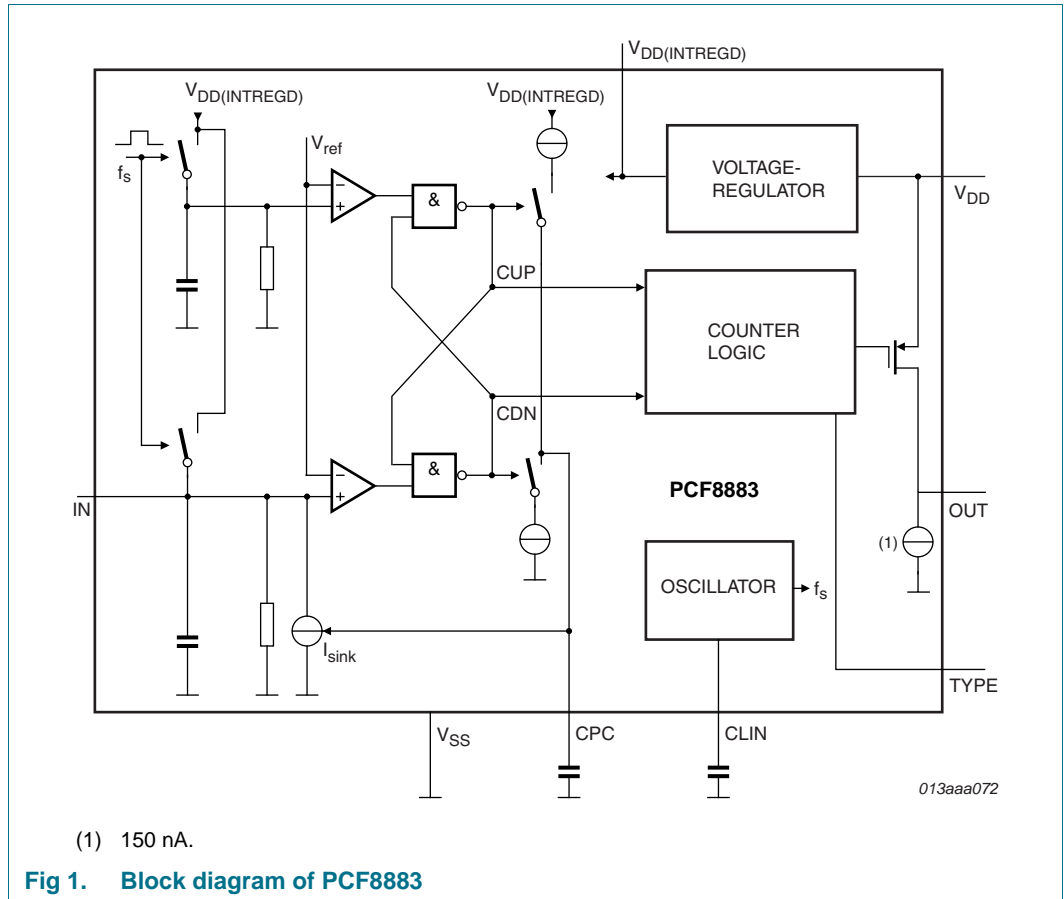 VDD(INTREGD)
VDD(INTREGD)
VDD(INTREGD)
fs
Vref
VOLTAGE-
REGULATOR
VDD
−
+
&
CUP
COUNTER
LOGIC
CDN
−
+
&
IN
PCF8883
OUT
(1)
OSCILLATOR
fs
Isink
TYPE
VSS
CPC
CLIN
013aaa072
(1) 150 nA.
Fig 1. Block diagram of PCF8883